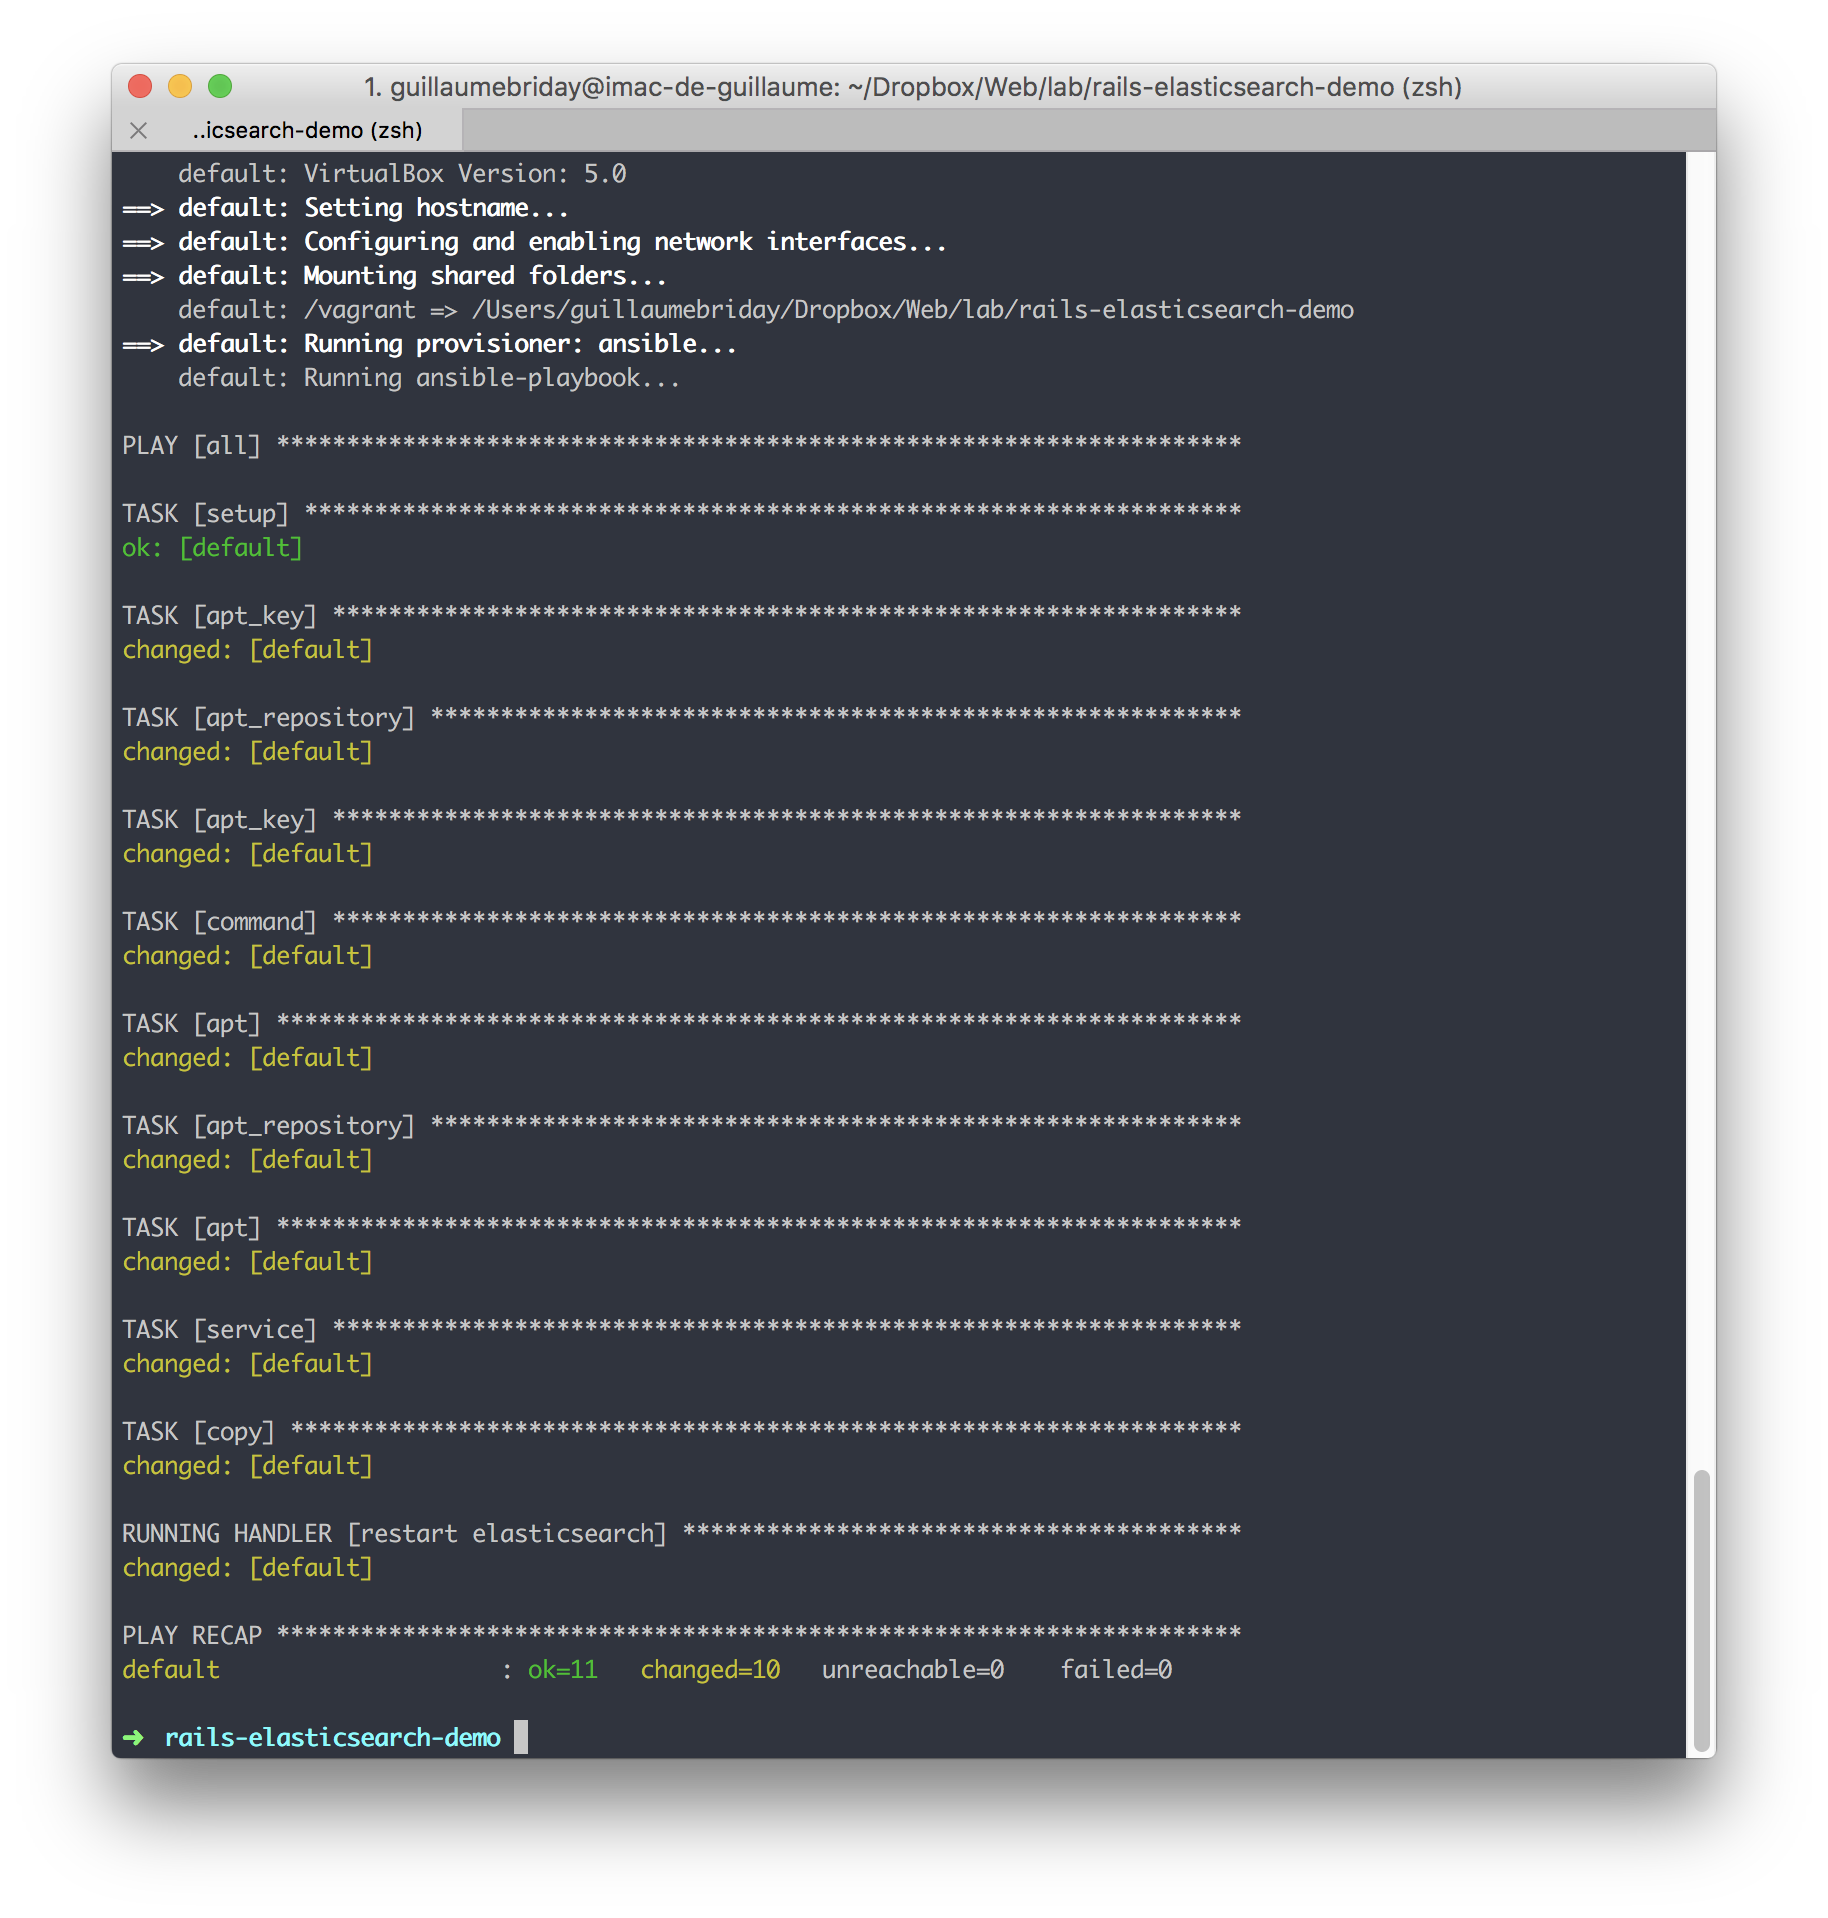 1. guillaumebriday@imac-de-guillaume: ~/Dropbox/Web/lab/rails-elasticsearch-demo (zsh)
..icsearch-demo (zsh)
default: VirtualBox Version: 5.0
==> default: Setting hostname...
==> default: Configuring and enabling network interfaces...
==> default: Mounting shared folders...
default: /vagrant => /Users/guillaumebriday/Dropbox/Web/lab/rails-elasticsearch-demo
==> default: Running provisioner: ansible...
default: Running ansible-playbook...
PLAY [all] *********************************************************************
TASK [setup] *******************************************************************
ok: [default]
TASK [apt_key] *****************************************************************
changed: [default]
TASK [apt_repository] **********************************************************
changed: [default]
TASK [apt_key] *****************************************************************
changed: [default]
TASK [command] *****************************************************************
changed: [default]
TASK [apt] *********************************************************************
changed: [default]
TASK [apt_repository] **********************************************************
changed: [default]
TASK [apt] *********************************************************************
changed: [default]
TASK [service] *****************************************************************
changed: [default]
TASK [copy] ********************************************************************
changed: [default]
RUNNING HANDLER [restart elasticsearch] ****************************************
changed: [default]
PLAY RECAP *********************************************************************
default : ok=11 changed=10 unreachable=0 failed=0
➜ rails-elasticsearch-demo